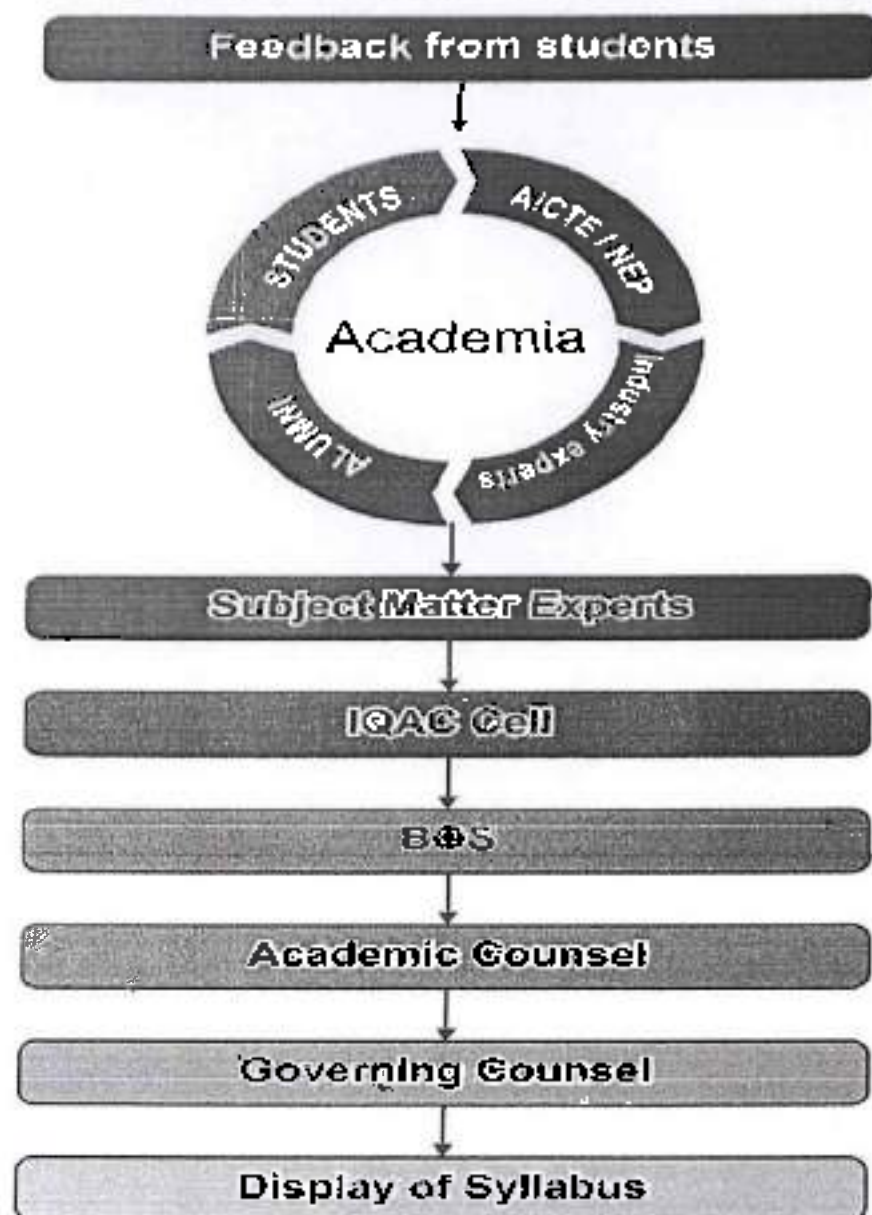 Feedback from students
STUDENTS
AICTE / NEP
Academia
ALUMNI
Industry experts
Subject Matter Experts
IQAC Cell
BOS
Academic Counsel
Governing Counsel
Display of Syllabus